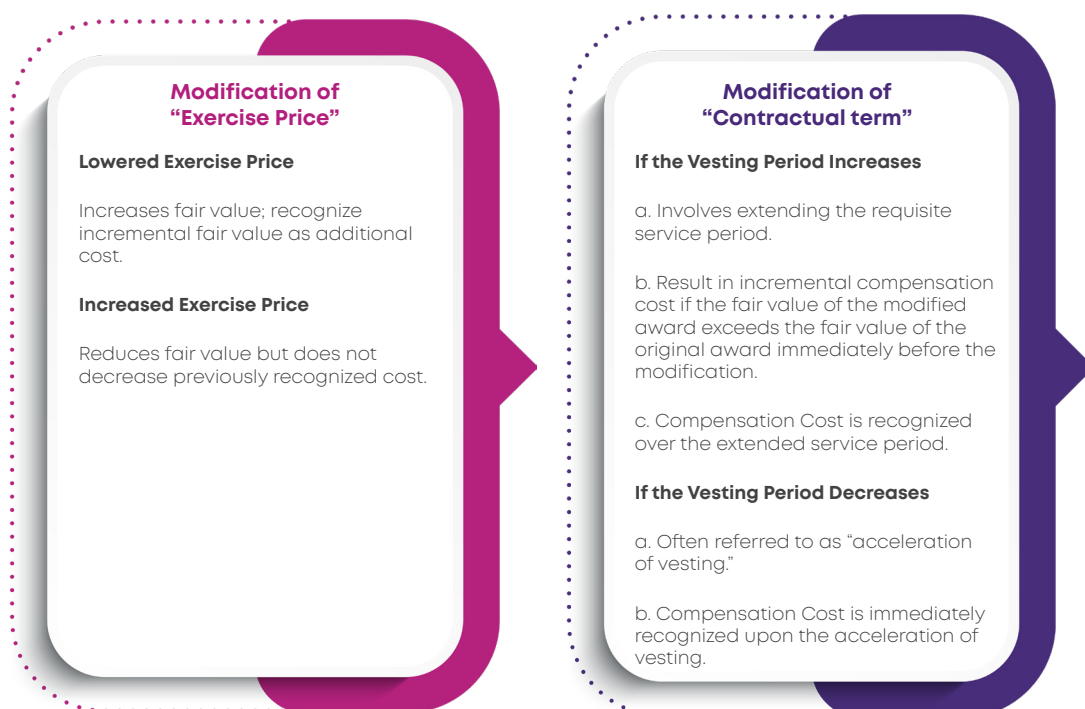 Modification of
“Exercise Price”
Lowered Exercise Price
Increases fair value; recognize
incremental fair value as additional
cost.
Increased Exercise Price
Reduces fair value but does not
decrease previously recognized cost.
Modification of
“Contractual term”
If the Vesting Period Increases
a. Involves extending the requisite
service period.
b. Result in incremental compensation
cost if the fair value of the modified
award exceeds the fair value of the
original award immediately before the
modification.
c. Compensation Cost is recognized
over the extended service period.
If the Vesting Period Decreases
a. Often referred to as “acceleration
of vesting.”
b. Compensation Cost is immediately
recognized upon the acceleration of
vesting.